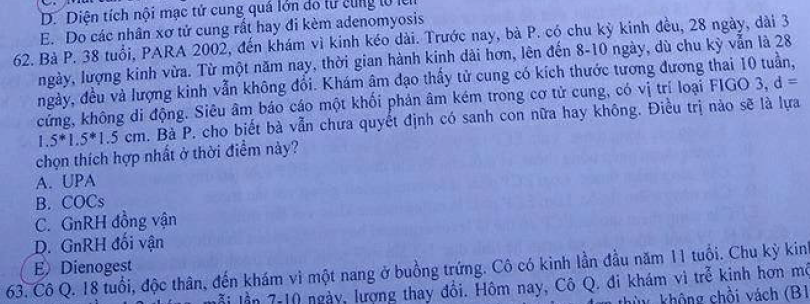 D. Diện tích nội mạc tử cung quá lớn do tử cung to lên
E. Do các nhân xơ tử cung rất hay đi kèm adenomyosis
62. Bà P. 38 tuổi, PARA 2002, đến khám vì kinh kéo dài. Trước nay, bà P. có chu kỳ kinh đều, 28 ngày, dài 3
ngày, lượng kinh vừa. Từ một năm nay, thời gian hành kinh dài hơn, lên đến 8-10 ngày, dù chu kỳ vẫn là 28
ngày, đều và lượng kinh vẫn không đổi. Khám âm đạo thấy tử cung có kích thước tương đương thai 10 tuần,
cứng, không di động. Siêu âm báo cáo một khối phản âm kém trong cơ tử cung, có vị trí loại FIGO 3, d =
1.5*1.5*1.5 cm. Bà P. cho biết bà vẫn chưa quyết định có sanh con nữa hay không. Điều trị nào sẽ là lựa
chọn thích hợp nhất ở thời điểm này?
A. UPA
B. COCs
C. GnRH đồng vận
D. GnRH đối vận
E. Dienogest
63. Cô Q. 18 tuổi, độc thân, đến khám vì một nang ở buồng trứng. Cô có kinh lần đầu năm 11 tuổi. Chu kỳ kinh
mỗi lần 7-10 ngày, lượng thay đổi. Hôm nay, Cô Q. đi khám vì trễ kinh hơn
thùy, không chồi vách